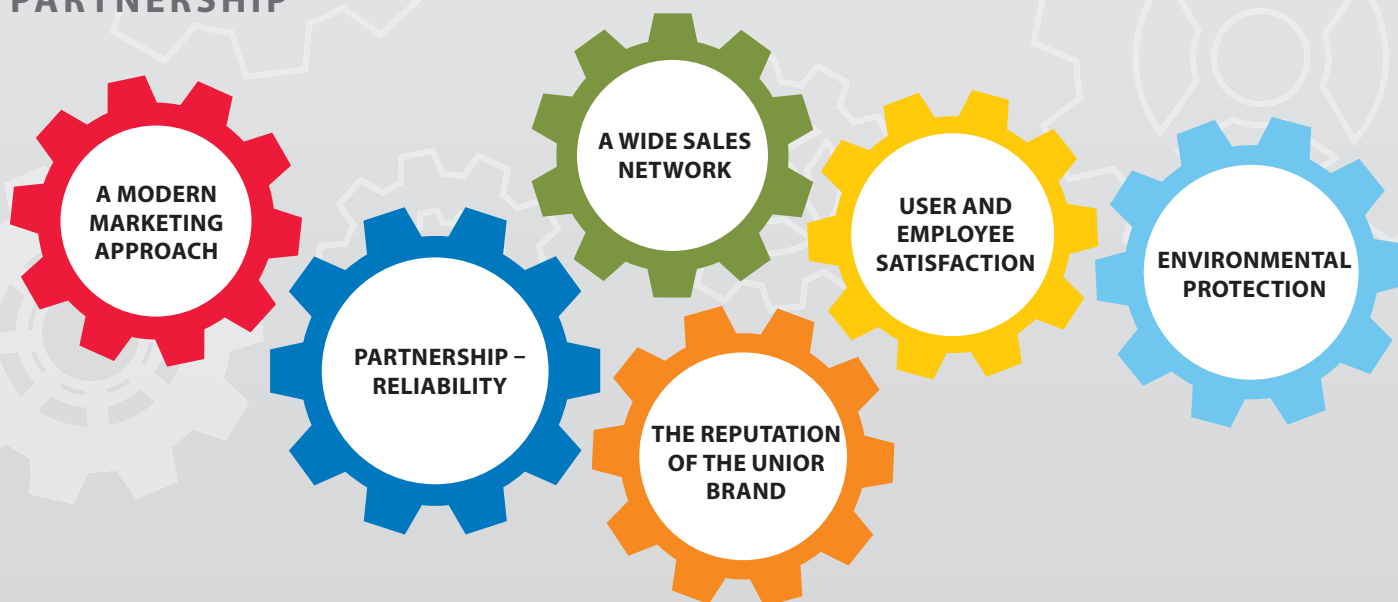 PARTNERSHIP
A MODERN
MARKETING
APPROACH
PARTNERSHIP –
RELIABILITY
A WIDE SALES
NETWORK
THE REPUTATION
OF THE UNIOR
BRAND
USER AND
EMPLOYEE
SATISFACTION
ENVIRONMENTAL
PROTECTION